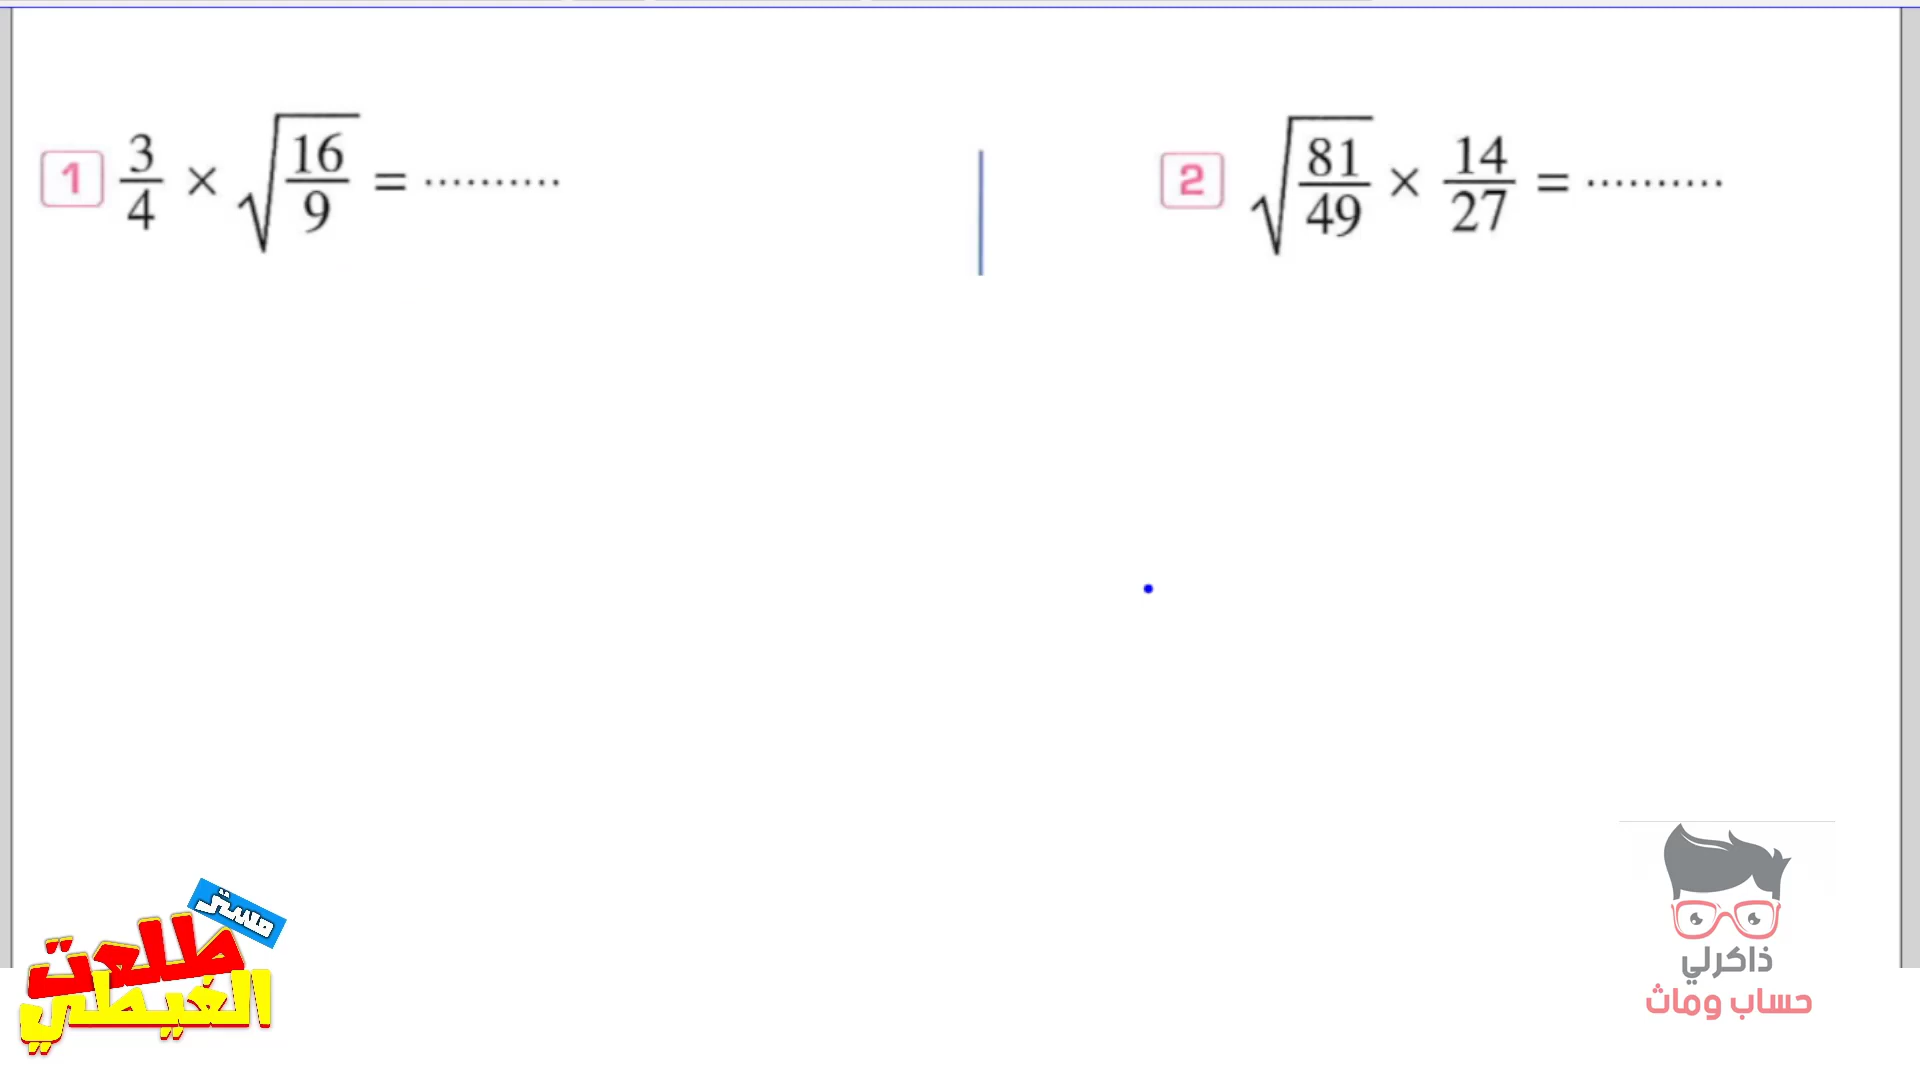 1 3/4 × √(16/9) = ..........
2 √(81/49) × 14/27 = ..........
مستر
طلعت
الغيطي
ذاكرلي
حساب وماث